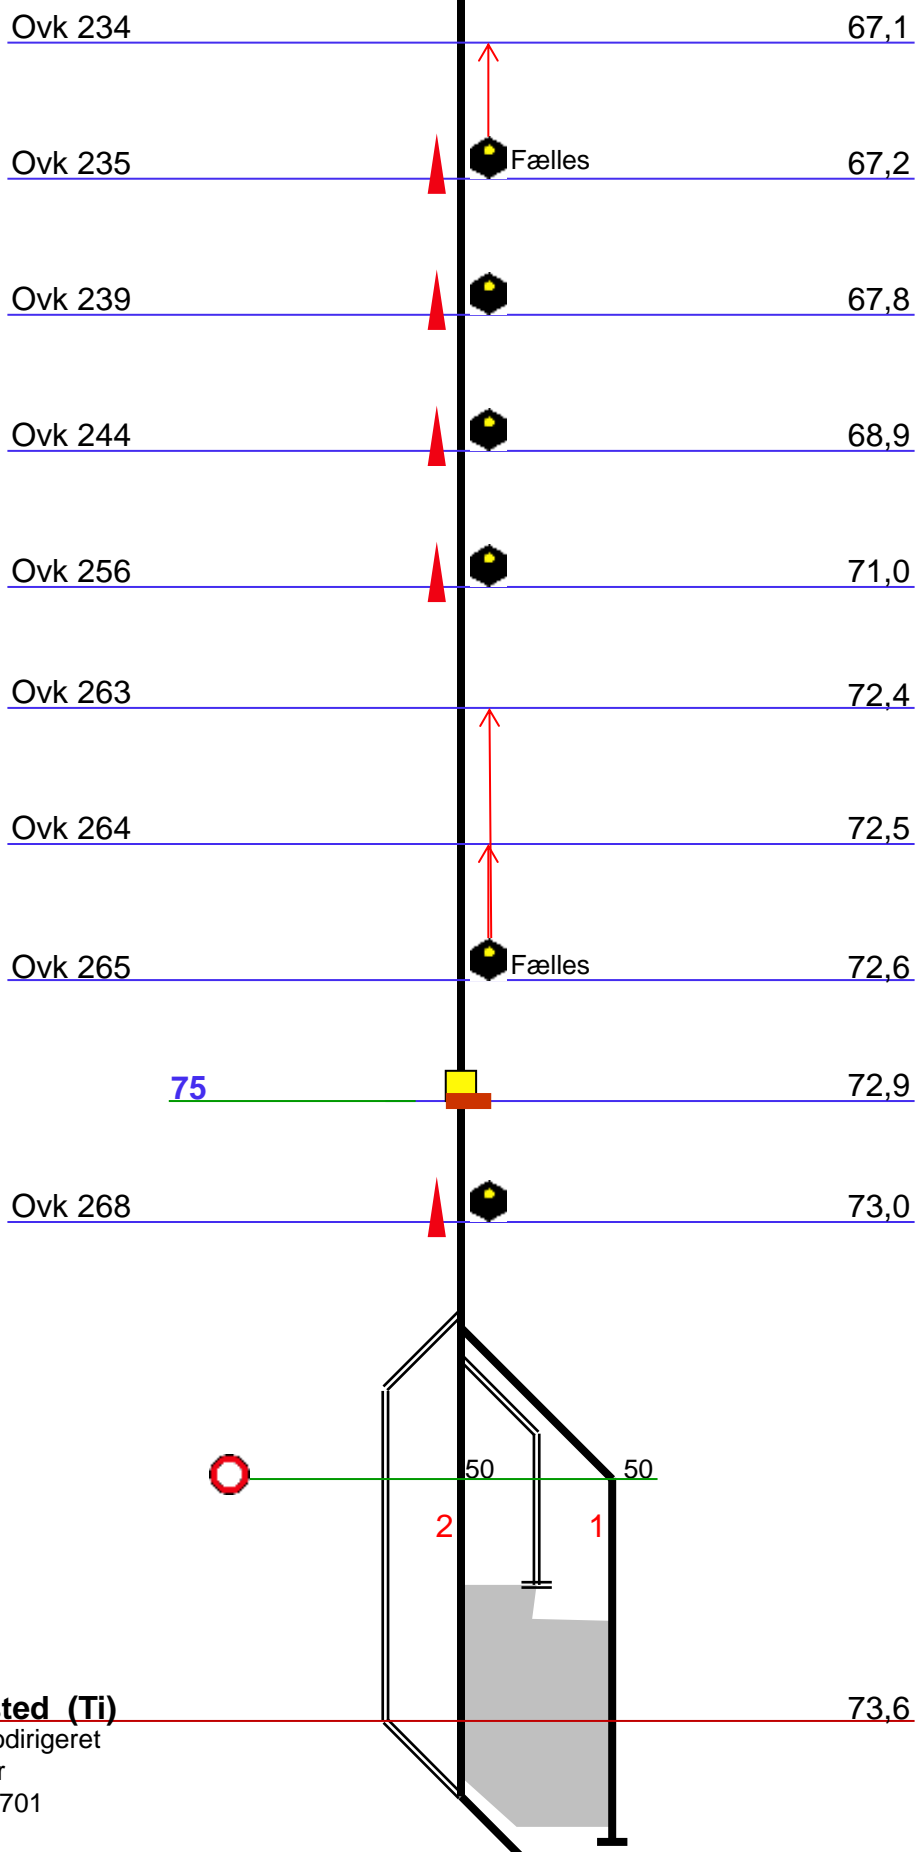 Ovk 234 67,1
Ovk 235 Fælles 67,2
Ovk 239 67,8
Ovk 244 68,9
Ovk 256 71,0
Ovk 263 72,4
Ovk 264 72,5
Ovk 265 Fælles 72,6
75 72,9
Ovk 268 73,0
50 50
2 1
sted (Ti) 73,6
odirigeret
r
701